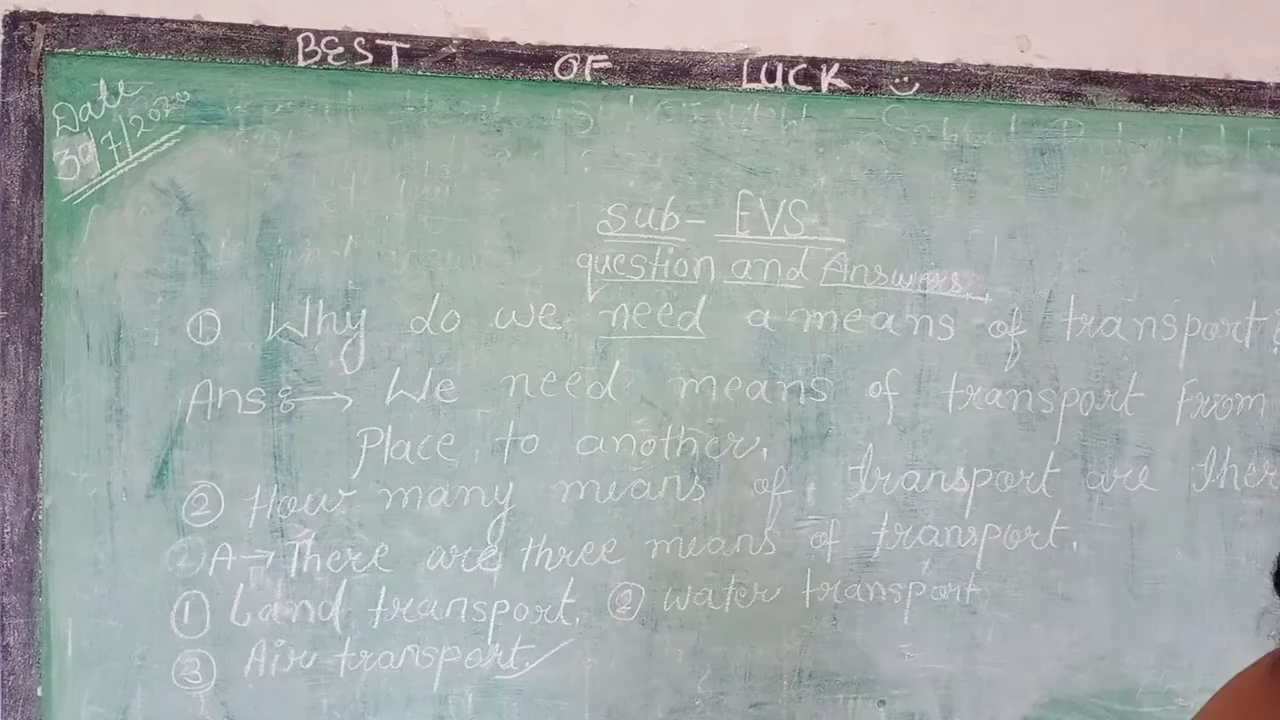 BEST OF LUCK
Date
30/7/2020
Sub- EVS
question and Answers
① Why do we need a means of transport?
Ans:→ We need means of transport From
Place to another.
② How many means of transport are ther
② A→ There are three means of transport.
① Land transport. ② water transport
③ Air transport.